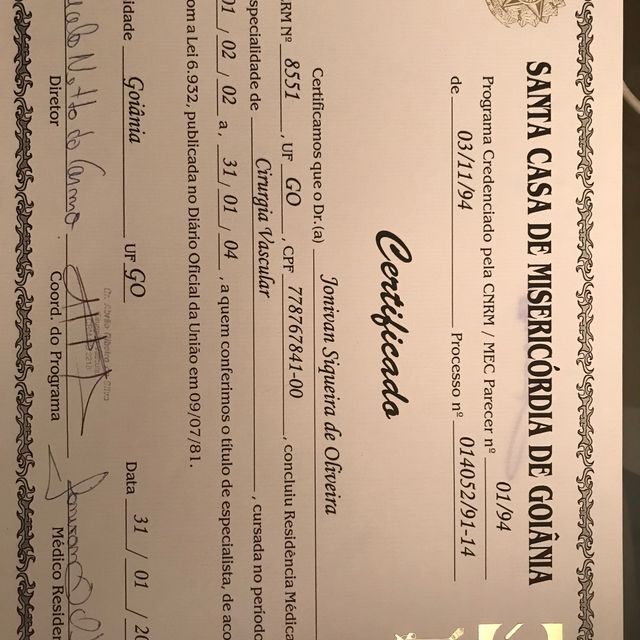 SANTA CASA DE MISERICÓRDIA DE GOIÂNIA
Programa Credenciado pela CNRM / MEC Parecer nº 01/94
de 03/11/94 Processo nº 014052/91-14
Certificado
Certificamos que o Dr.(a) Jonivan Siqueira de Oliveira
CRM Nº 8551, UF GO, CPF 778767841-00, concluiu Residência Médica
especialidade de Cirurgia Vascular, cursada no período
01 / 02 / 02 a, 31 / 01 / 04, a quem conferimos o título de especialista, de aco
om a Lei 6.932, publicada no Diário Oficial da União em 09/07/81.
idade Goiânia UF GO Data 31 / 01 / 20
Diretor Coord. do Programa Médico Residen